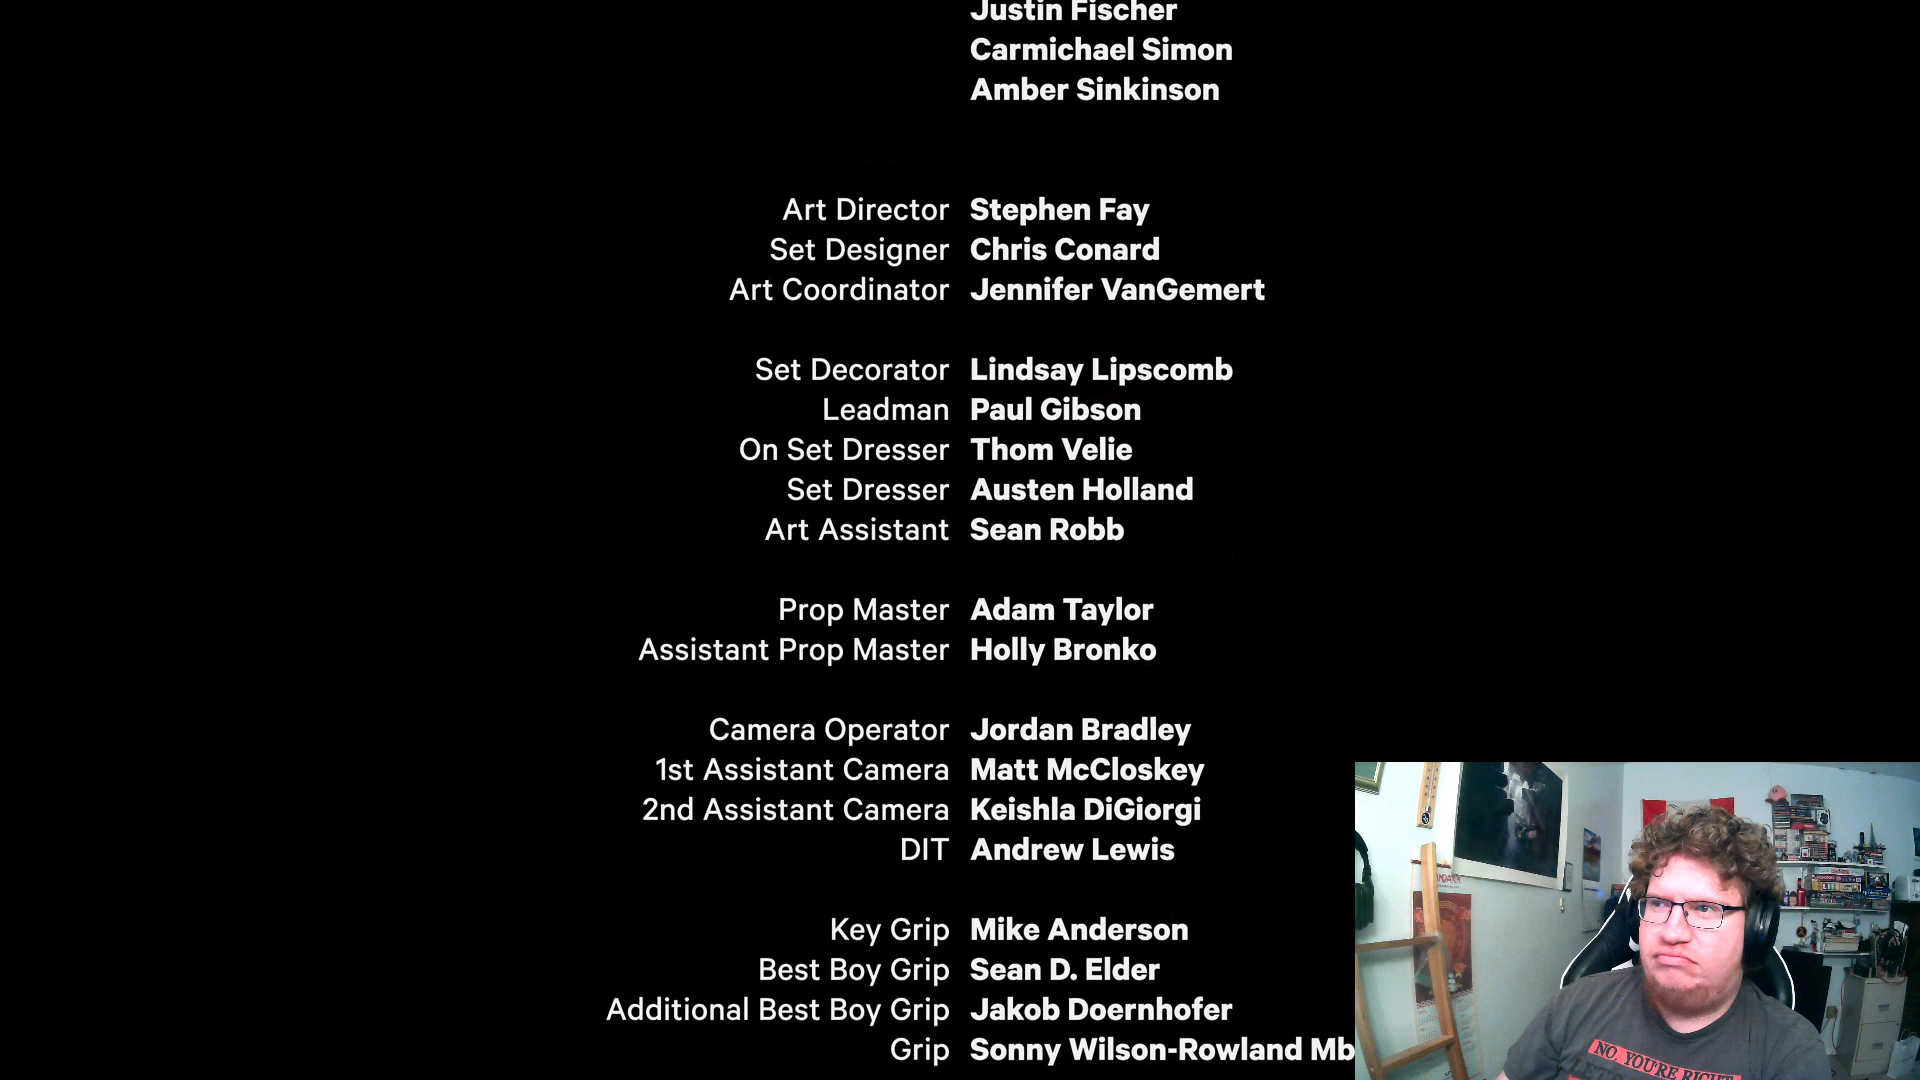 Justin Fischer
Carmichael Simon
Amber Sinkinson
Art Director Stephen Fay
Set Designer Chris Conard
Art Coordinator Jennifer VanGemert
Set Decorator Lindsay Lipscomb
Leadman Paul Gibson
On Set Dresser Thom Velie
Set Dresser Austen Holland
Art Assistant Sean Robb
Prop Master Adam Taylor
Assistant Prop Master Holly Bronko
Camera Operator Jordan Bradley
1st Assistant Camera Matt McCloskey
2nd Assistant Camera Keishla DiGiorgi
DIT Andrew Lewis
Key Grip Mike Anderson
Best Boy Grip Sean D. Elder
Additional Best Boy Grip Jakob Doernhofer
Grip Sonny Wilson-Rowland Mb
NO, YOU'RE RIGHT